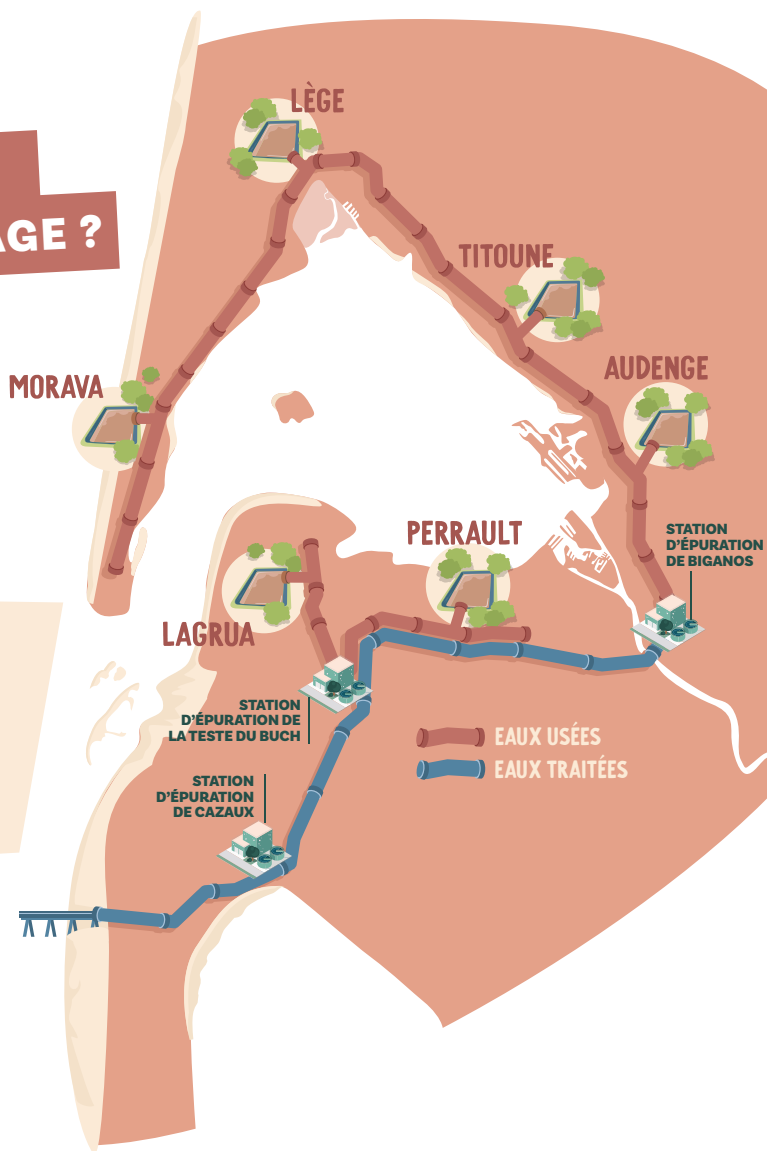 LÈGE
AGE ?
TITOUNE
AUDENGE
MORAVA
PERRAULT
STATION
D'ÉPURATION
DE BIGANOS
LAGRUA
STATION
D'ÉPURATION DE
LA TESTE DU BUCH
EAUX USÉES
EAUX TRAITÉES
STATION
D'ÉPURATION
DE CAZAUX